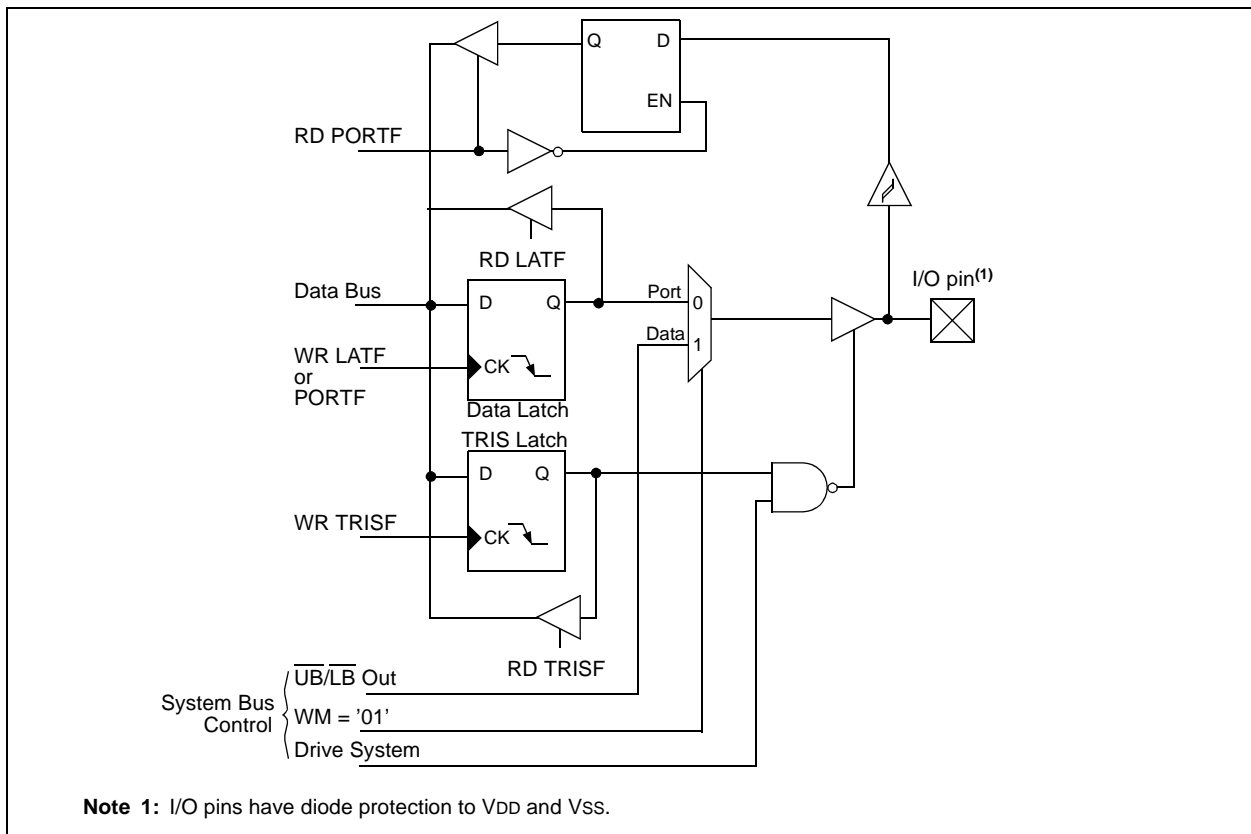 Q D
EN
RD PORTF
RD LATF
I/O pin(1)
Data Bus
D Q
Port
0
Data
1
WR LATF
or
PORTF
CK
Data Latch
TRIS Latch
D Q
WR TRISF
CK
RD TRISF
U̅B̅/L̅B̅ Out
System Bus
Control
WM = '01'
Drive System
Note 1: I/O pins have diode protection to VDD and VSS.